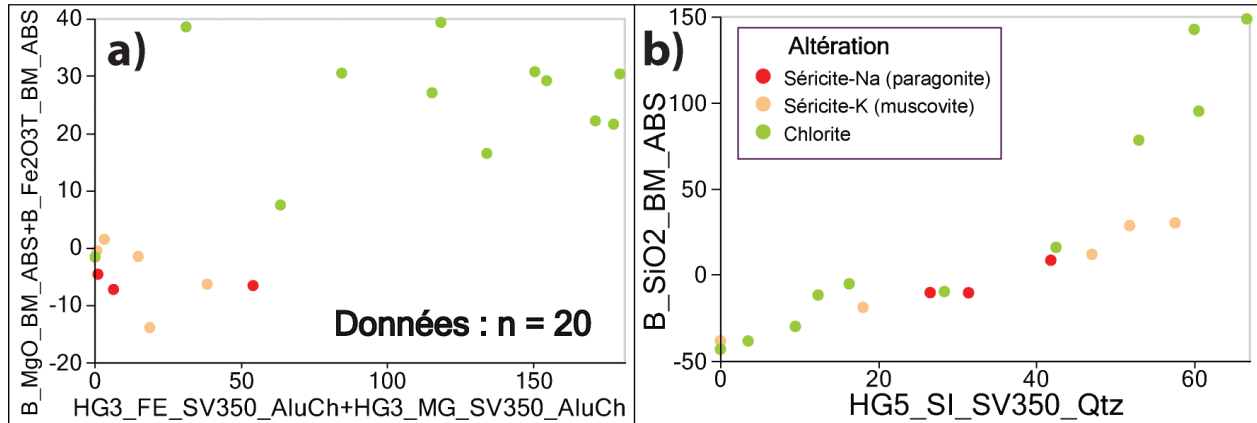 a)
B_MgO_BM_ABS+B_Fe2O3T_BM_ABS
40
30
20
10
0
-10
-20
0
50
100
150
HG3_FE_SV350_AluCh+HG3_MG_SV350_AluCh
Données : n = 20
b)
B_SiO2_BM_ABS
150
100
50
0
-50
0
20
40
60
HG5_SI_SV350_Qtz
Altération
Séricite-Na (paragonite)
Séricite-K (muscovite)
Chlorite